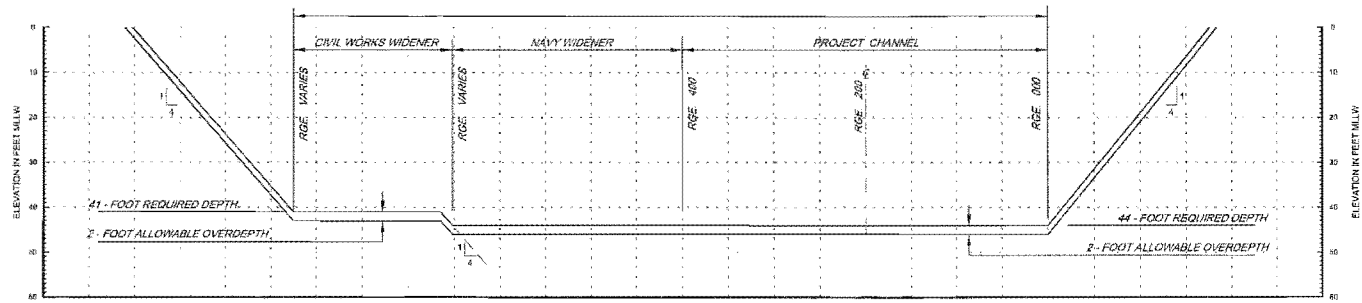 0
10
20
30
40
50
60
ELEVATION IN FEET MLLW
1
4
CIVIL WORKS WIDENER
NAVY WIDENER
PROJECT CHANNEL
RGE. VARIES
RGE. VARIES
RGE. 400
RGE. 200
RGE. 000
41 - FOOT REQUIRED DEPTH
2 - FOOT ALLOWABLE OVERDEPTH
1
4
44 - FOOT REQUIRED DEPTH
2 - FOOT ALLOWABLE OVERDEPTH
1
4
0
10
20
30
40
50
60
ELEVATION IN FEET MLLW